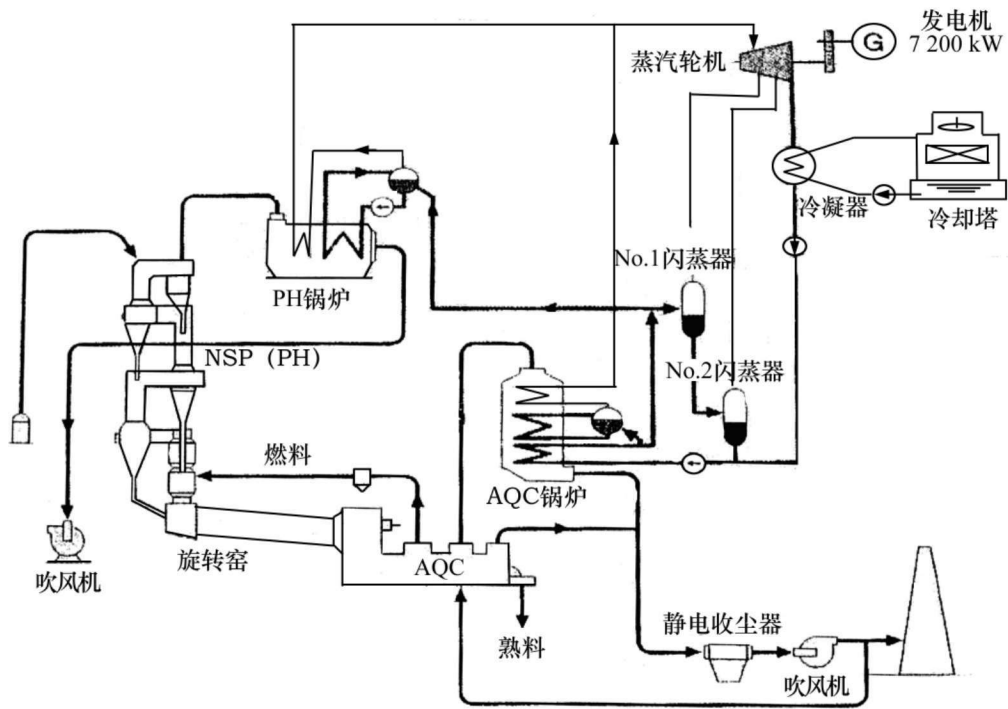 发电机
7 200 kW
G
蒸汽轮机
冷凝器
冷却塔
No.1闪蒸器
PH锅炉
NSP (PH)
No.2闪蒸器
燃料
AQC锅炉
旋转窑
AQC
吹风机
熟料
静电收尘器
吹风机